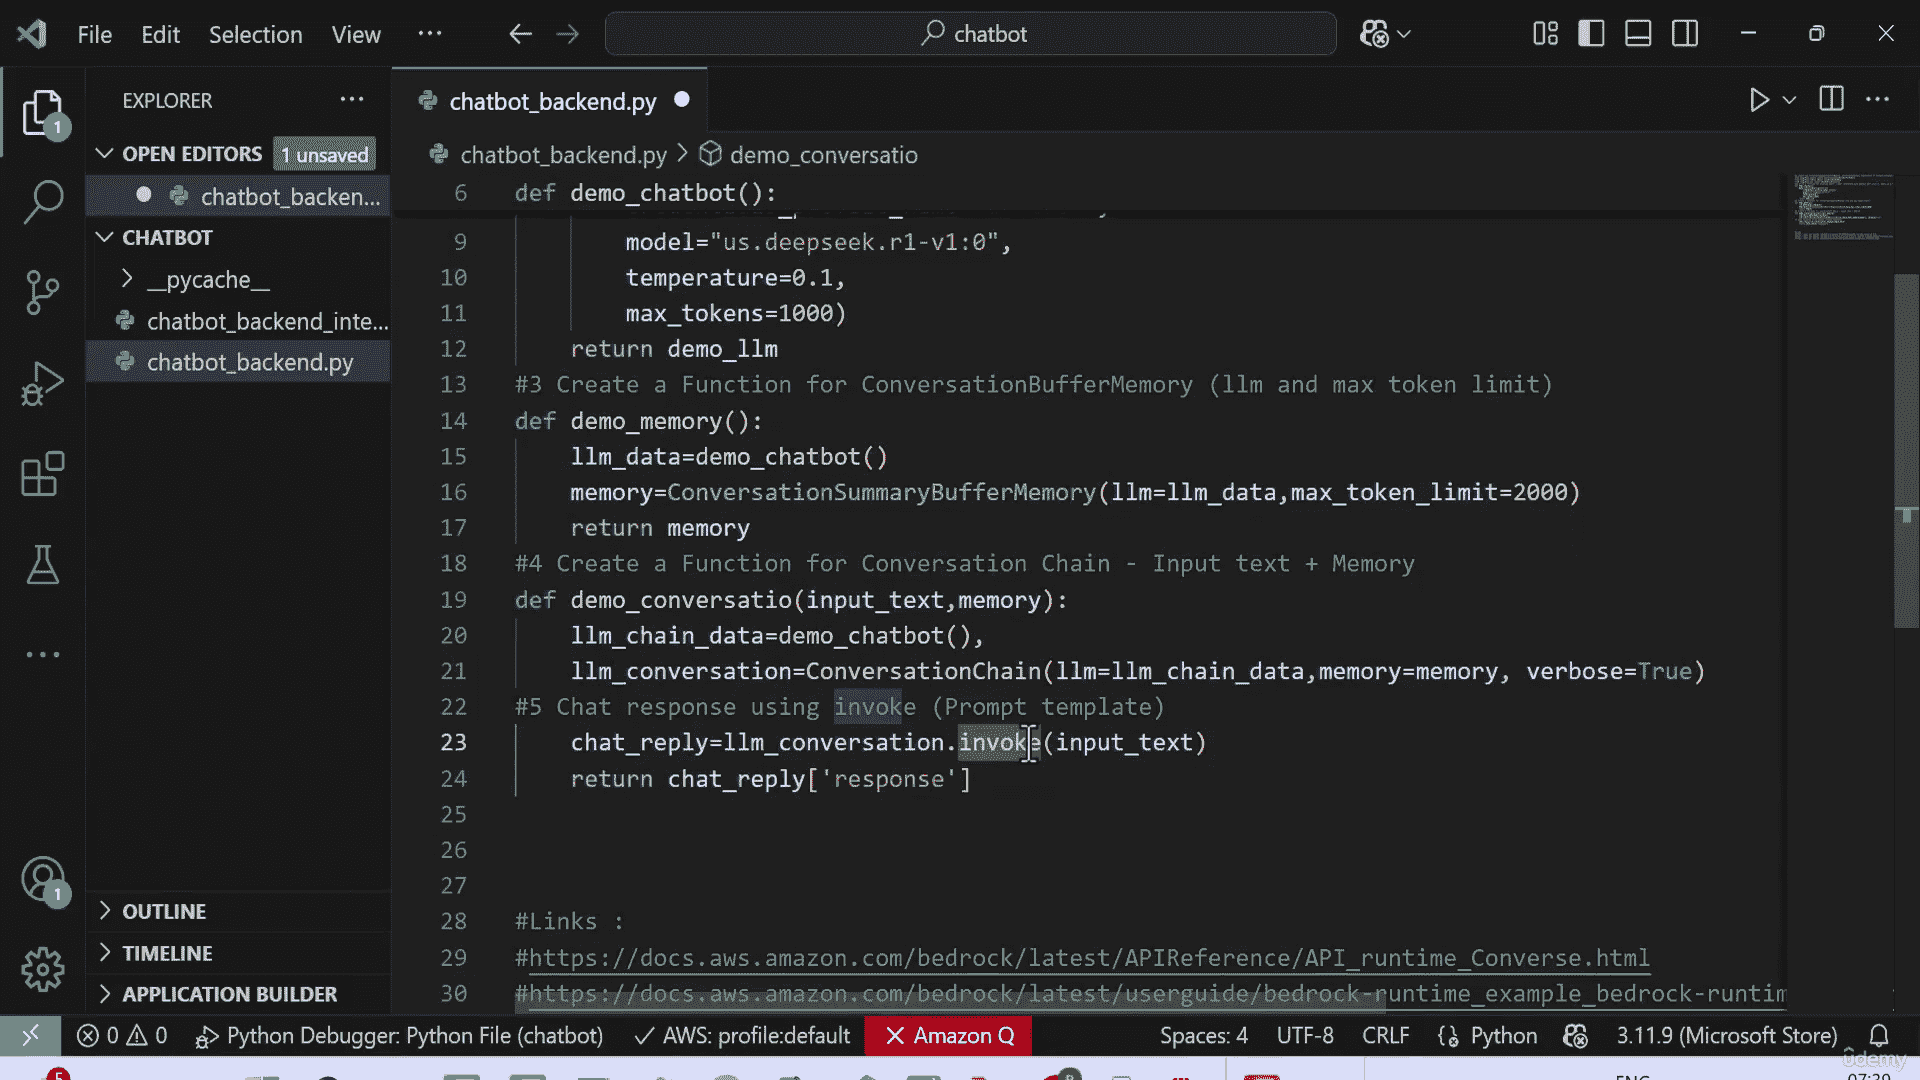 File Edit Selection View ··· chatbot
EXPLORER ···
OPEN EDITORS 1 unsaved
chatbot_backen...
CHATBOT
__pycache__
chatbot_backend_inte...
chatbot_backend.py
OUTLINE
TIMELINE
APPLICATION BUILDER
1
1
chatbot_backend.py
chatbot_backend.py > demo_conversatio
6 def demo_chatbot():
9 model="us.deepseek.r1-v1:0",
10 temperature=0.1,
11 max_tokens=1000)
12 return demo_llm
13 #3 Create a Function for ConversationBufferMemory (llm and max token limit)
14 def demo_memory():
15 llm_data=demo_chatbot()
16 memory=ConversationSummaryBufferMemory(llm=llm_data,max_token_limit=2000)
17 return memory
18 #4 Create a Function for Conversation Chain - Input text + Memory
19 def demo_conversatio(input_text,memory):
20 llm_chain_data=demo_chatbot(),
21 llm_conversation=ConversationChain(llm=llm_chain_data,memory=memory, verbose=True)
22 #5 Chat response using invoke (Prompt template)
23 chat_reply=llm_conversation.invoke(input_text)
24 return chat_reply['response']
25
26
27
28 #Links :
29 #https://docs.aws.amazon.com/bedrock/latest/APIReference/API_runtime_Converse.html
30 #https://docs.aws.amazon.com/bedrock/latest/userguide/bedrock-runtime_example_bedrock-runtim
0 0 Python Debugger: Python File (chatbot) AWS: profile:default Amazon Q Spaces: 4 UTF-8 CRLF {} Python 3.11.9 (Microsoft Store)
udemy
5